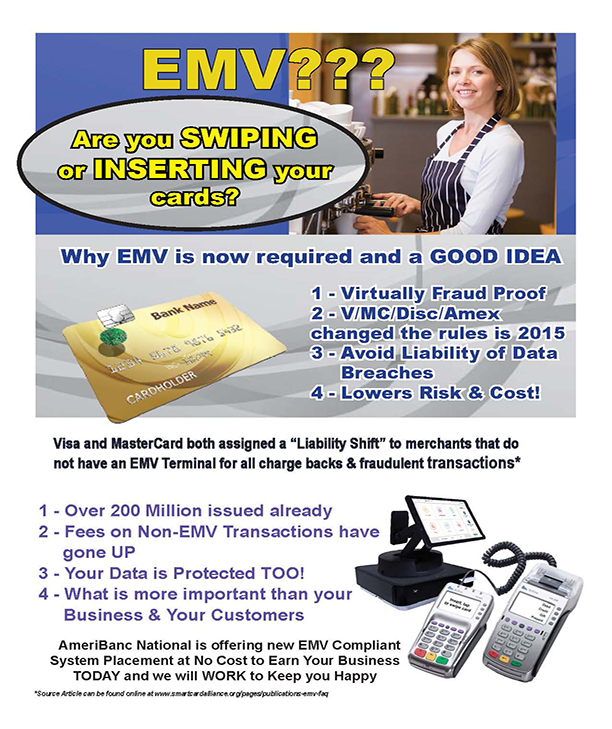 EMV???
Are you SWIPING
or INSERTING your
cards?
Why EMV is now required and a GOOD IDEA
Bank Name
CARDHOLDER
1 - Virtually Fraud Proof
2 - V/MC/Disc/Amex
changed the rules is 2015
3 - Avoid Liability of Data
Breaches
4 - Lowers Risk & Cost!
Visa and MasterCard both assigned a “Liability Shift” to merchants that do
not have an EMV Terminal for all charge backs & fraudulent transactions*
1 - Over 200 Million issued already
2 - Fees on Non-EMV Transactions have
gone UP
3 - Your Data is Protected TOO!
4 - What is more important than your
Business & Your Customers
AmeriBanc National is offering new EMV Compliant
System Placement at No Cost to Earn Your Business
TODAY and we will WORK to Keep you Happy
*Source Article can be found online at www.smartcardalliance.org/pages/publications-emv-faq